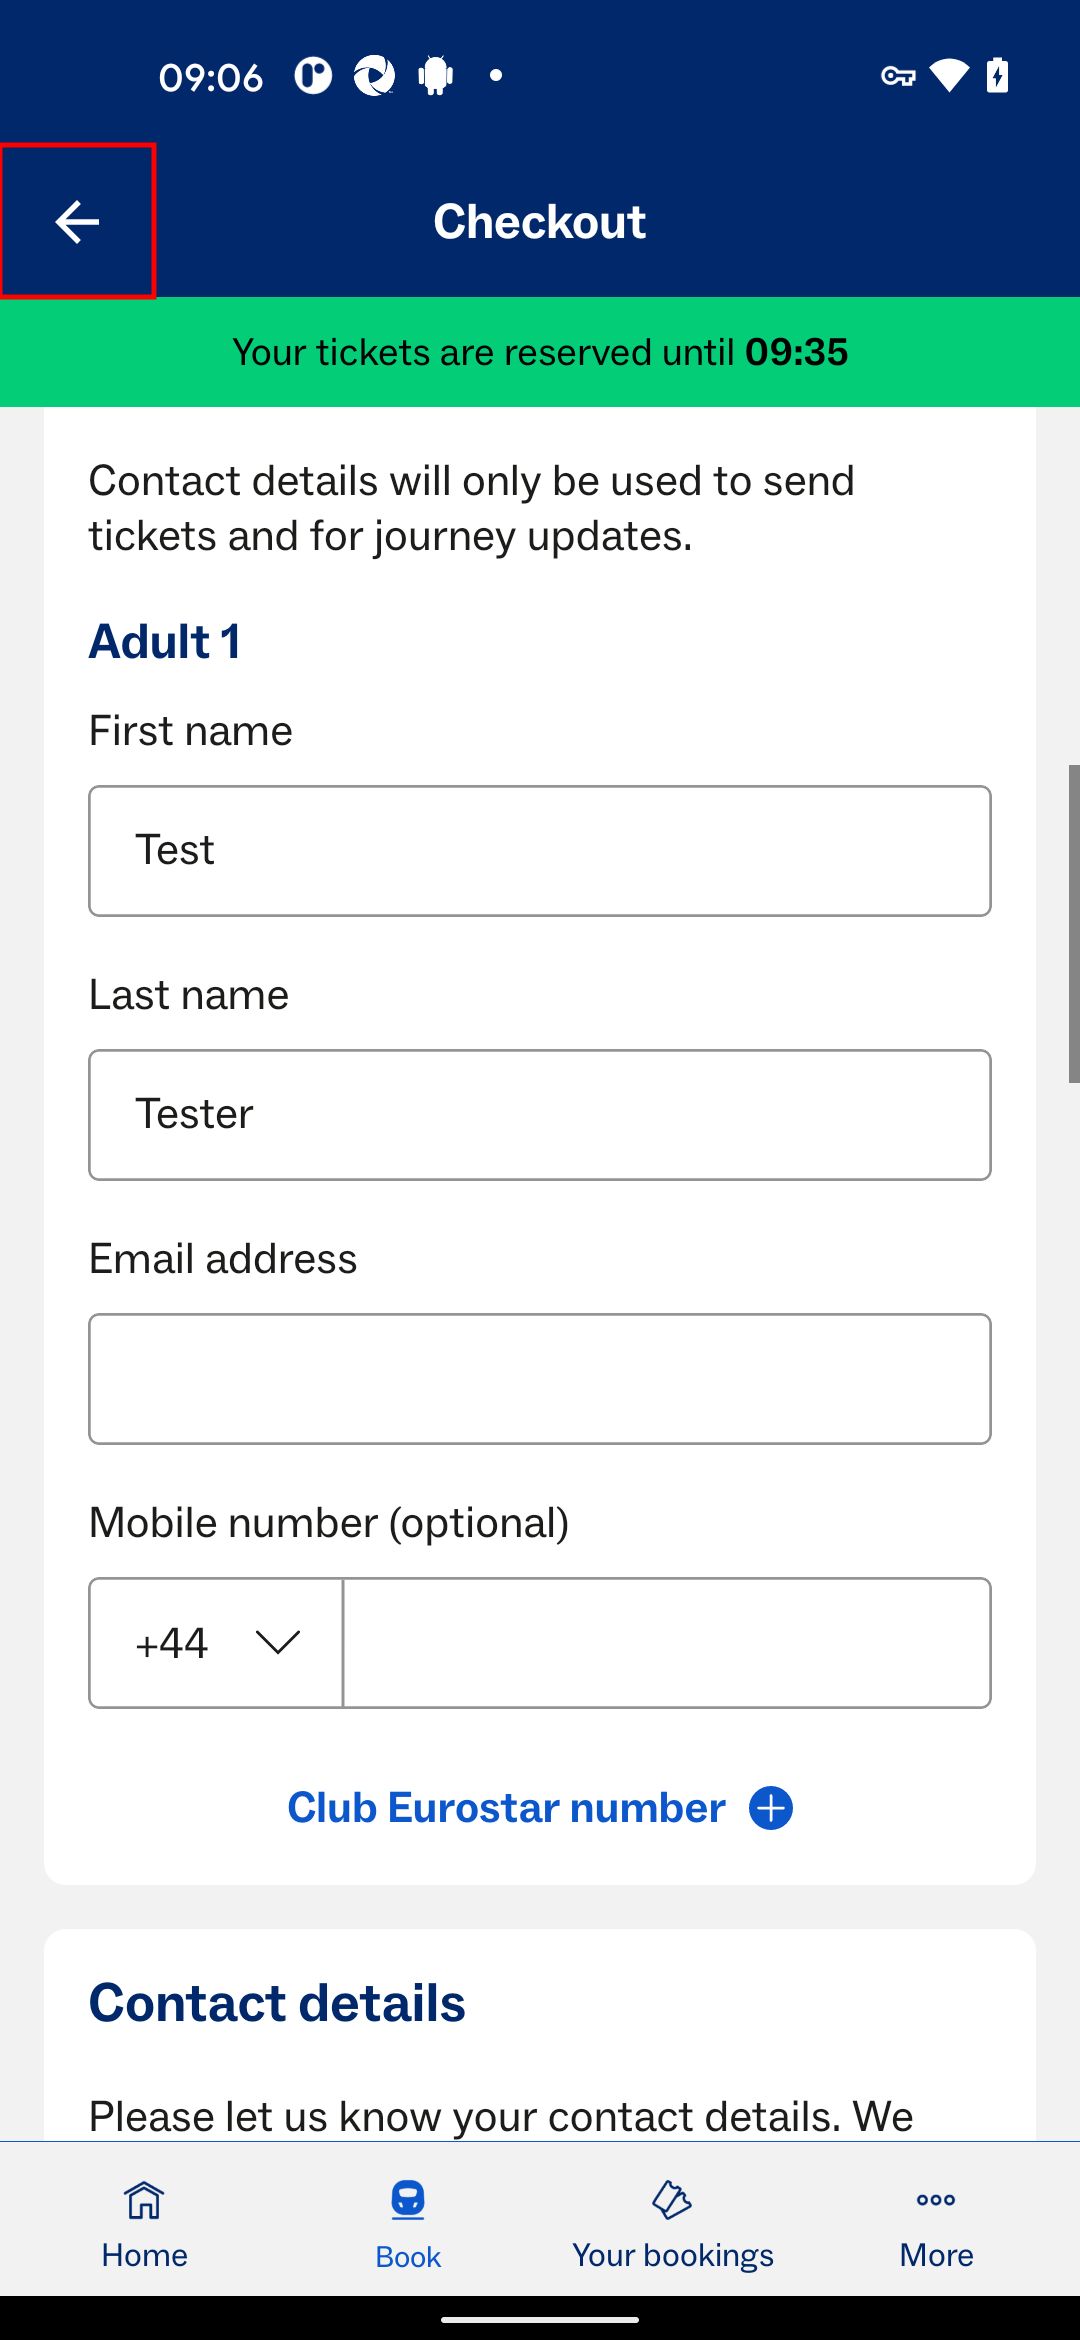 09:06
Checkout
Your tickets are reserved until 09:35
Contact details will only be used to send
tickets and for journey updates.
Adult 1
First name
Test
Last name
Tester
Email address
Mobile number (optional)
+44
Club Eurostar number
Contact details
Please let us know your contact details. We
Home
Book
Your bookings
More